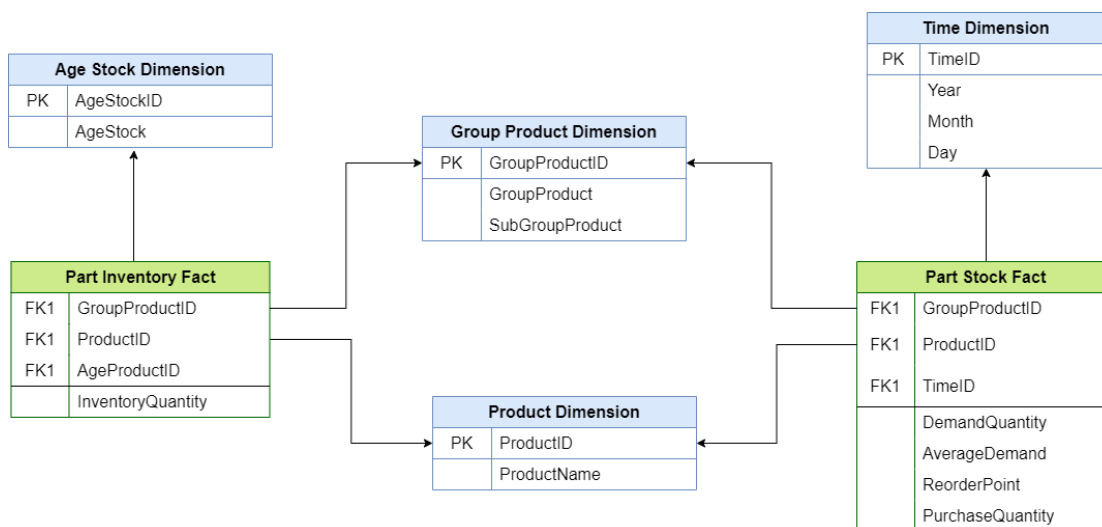 Time Dimension
PK TimeID
Year
Month
Day
Age Stock Dimension
PK AgeStockID
AgeStock
Group Product Dimension
PK GroupProductID
GroupProduct
SubGroupProduct
Part Inventory Fact
FK1 GroupProductID
FK1 ProductID
FK1 AgeProductID
InventoryQuantity
Part Stock Fact
FK1 GroupProductID
FK1 ProductID
FK1 TimeID
DemandQuantity
AverageDemand
ReorderPoint
PurchaseQuantity
Product Dimension
PK ProductID
ProductName